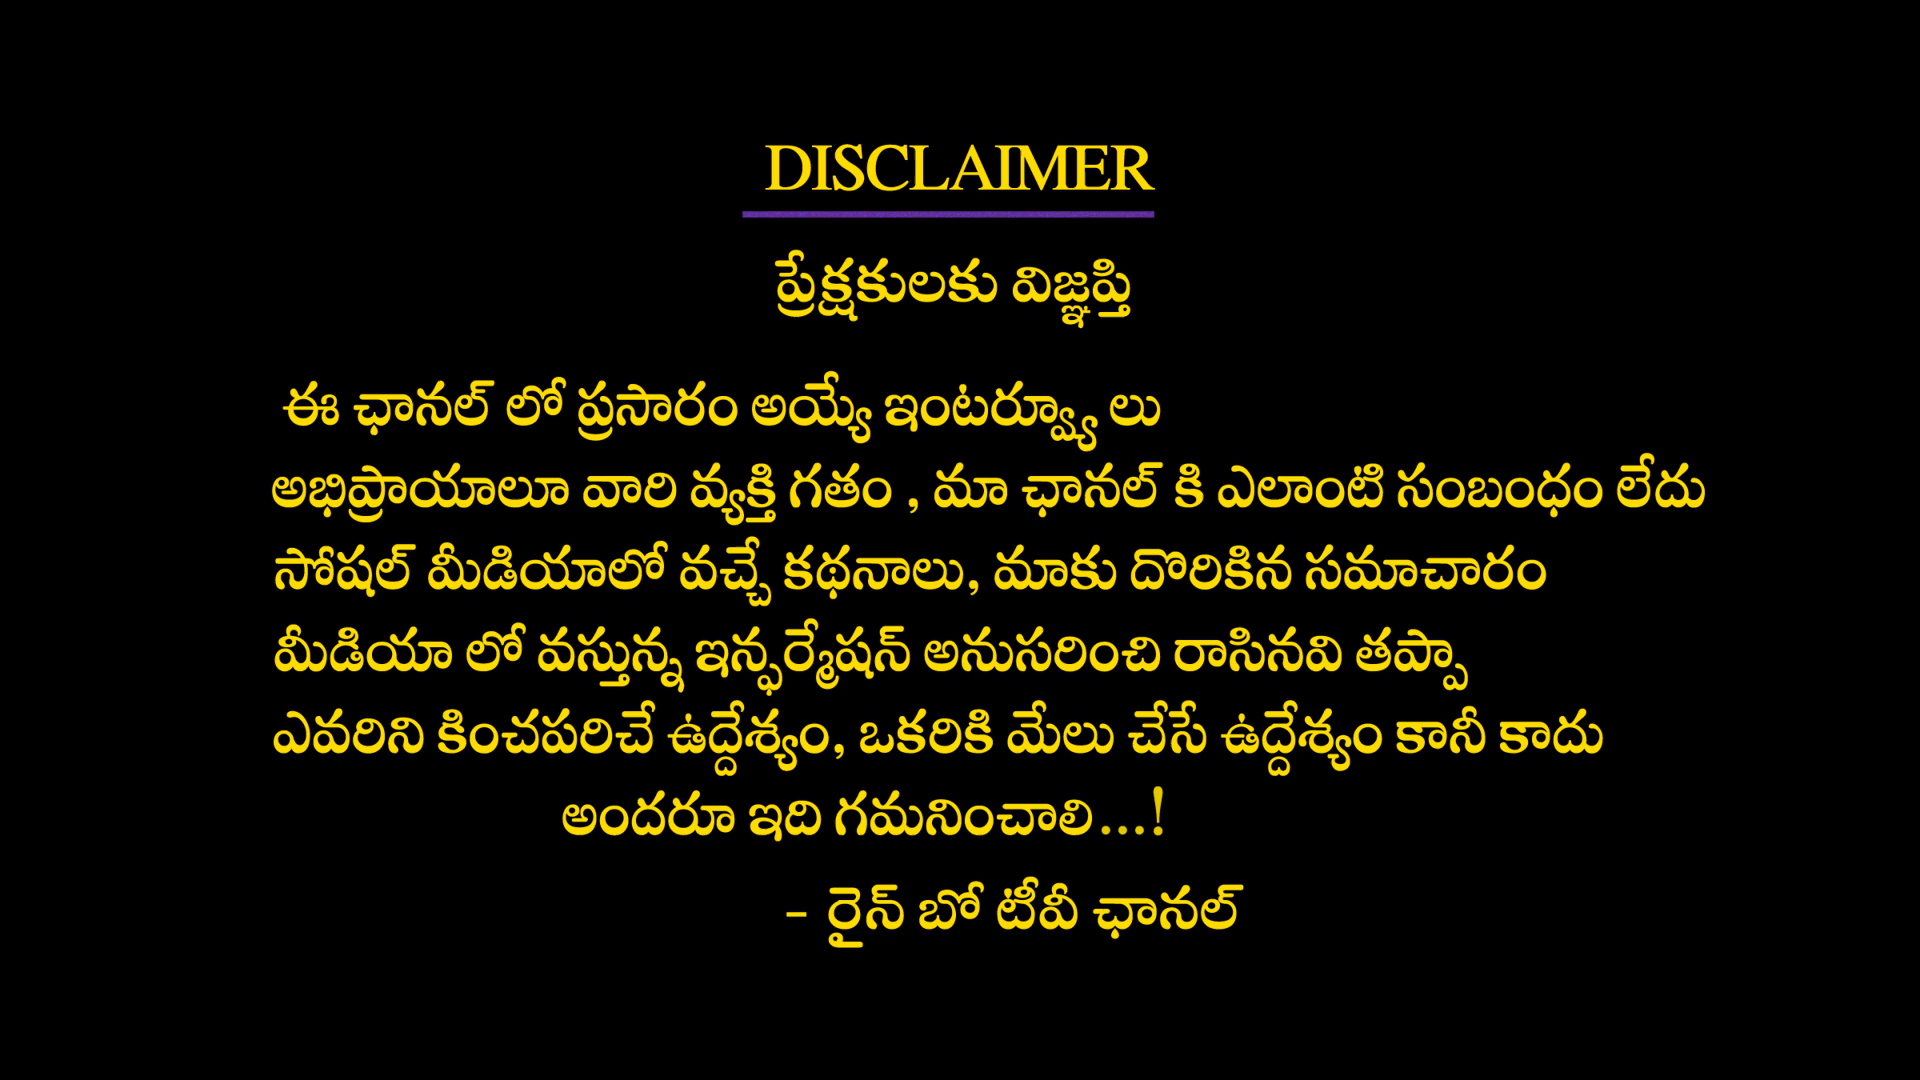 DISCLAIMER
ప్రేక్షకులకు విజ్ఞప్తి
ఈ ఛానల్ లో ప్రసారం అయ్యే ఇంటర్వ్యూ లు
అభిప్రాయాలూ వారి వ్యక్తి గతం , మా ఛానల్ కి ఎలాంటి సంబంధం లేదు
సోషల్ మీడియాలో వచ్చే కథనాలు, మాకు దొరికిన సమాచారం
మీడియా లో వస్తున్న ఇన్ఫర్మేషన్ అనుసరించి రాసినవి తప్పా
ఎవరిని కించపరిచే ఉద్దేశ్యం, ఒకరికి మేలు చేసే ఉద్దేశ్యం కానీ కాదు
అందరూ ఇది గమనించాలి...!
- రైన్ బో టీవీ ఛానల్